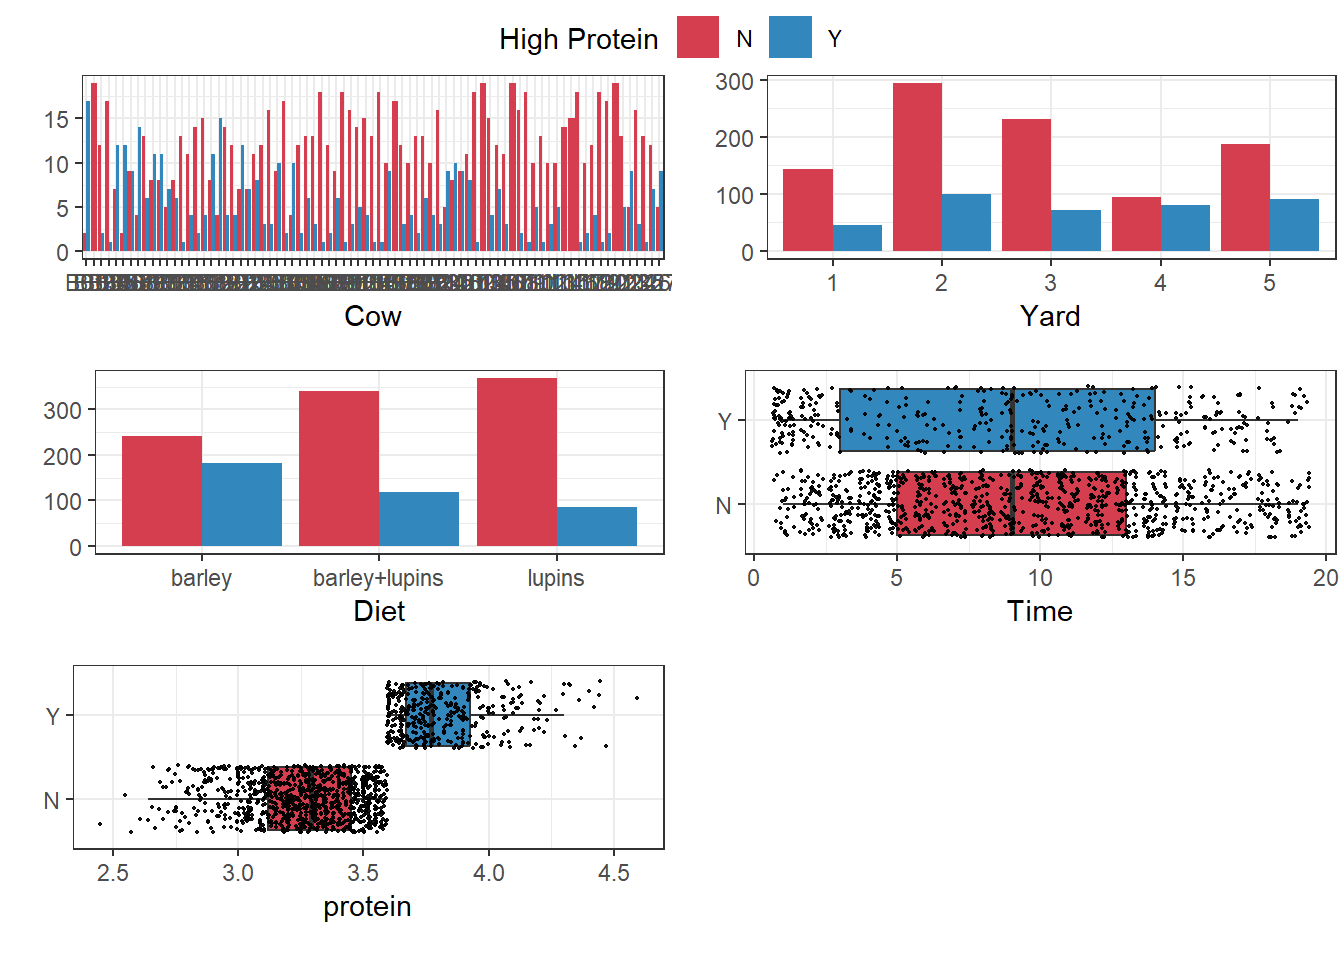 High Protein N Y
15
10
5
0
Cow
300
200
100
0
1 2 3 4 5
Yard
300
200
100
0
barley barley+lupins lupins
Diet
Y
N
0 5 10 15 20
Time
Y
N
2.5 3.0 3.5 4.0 4.5
protein